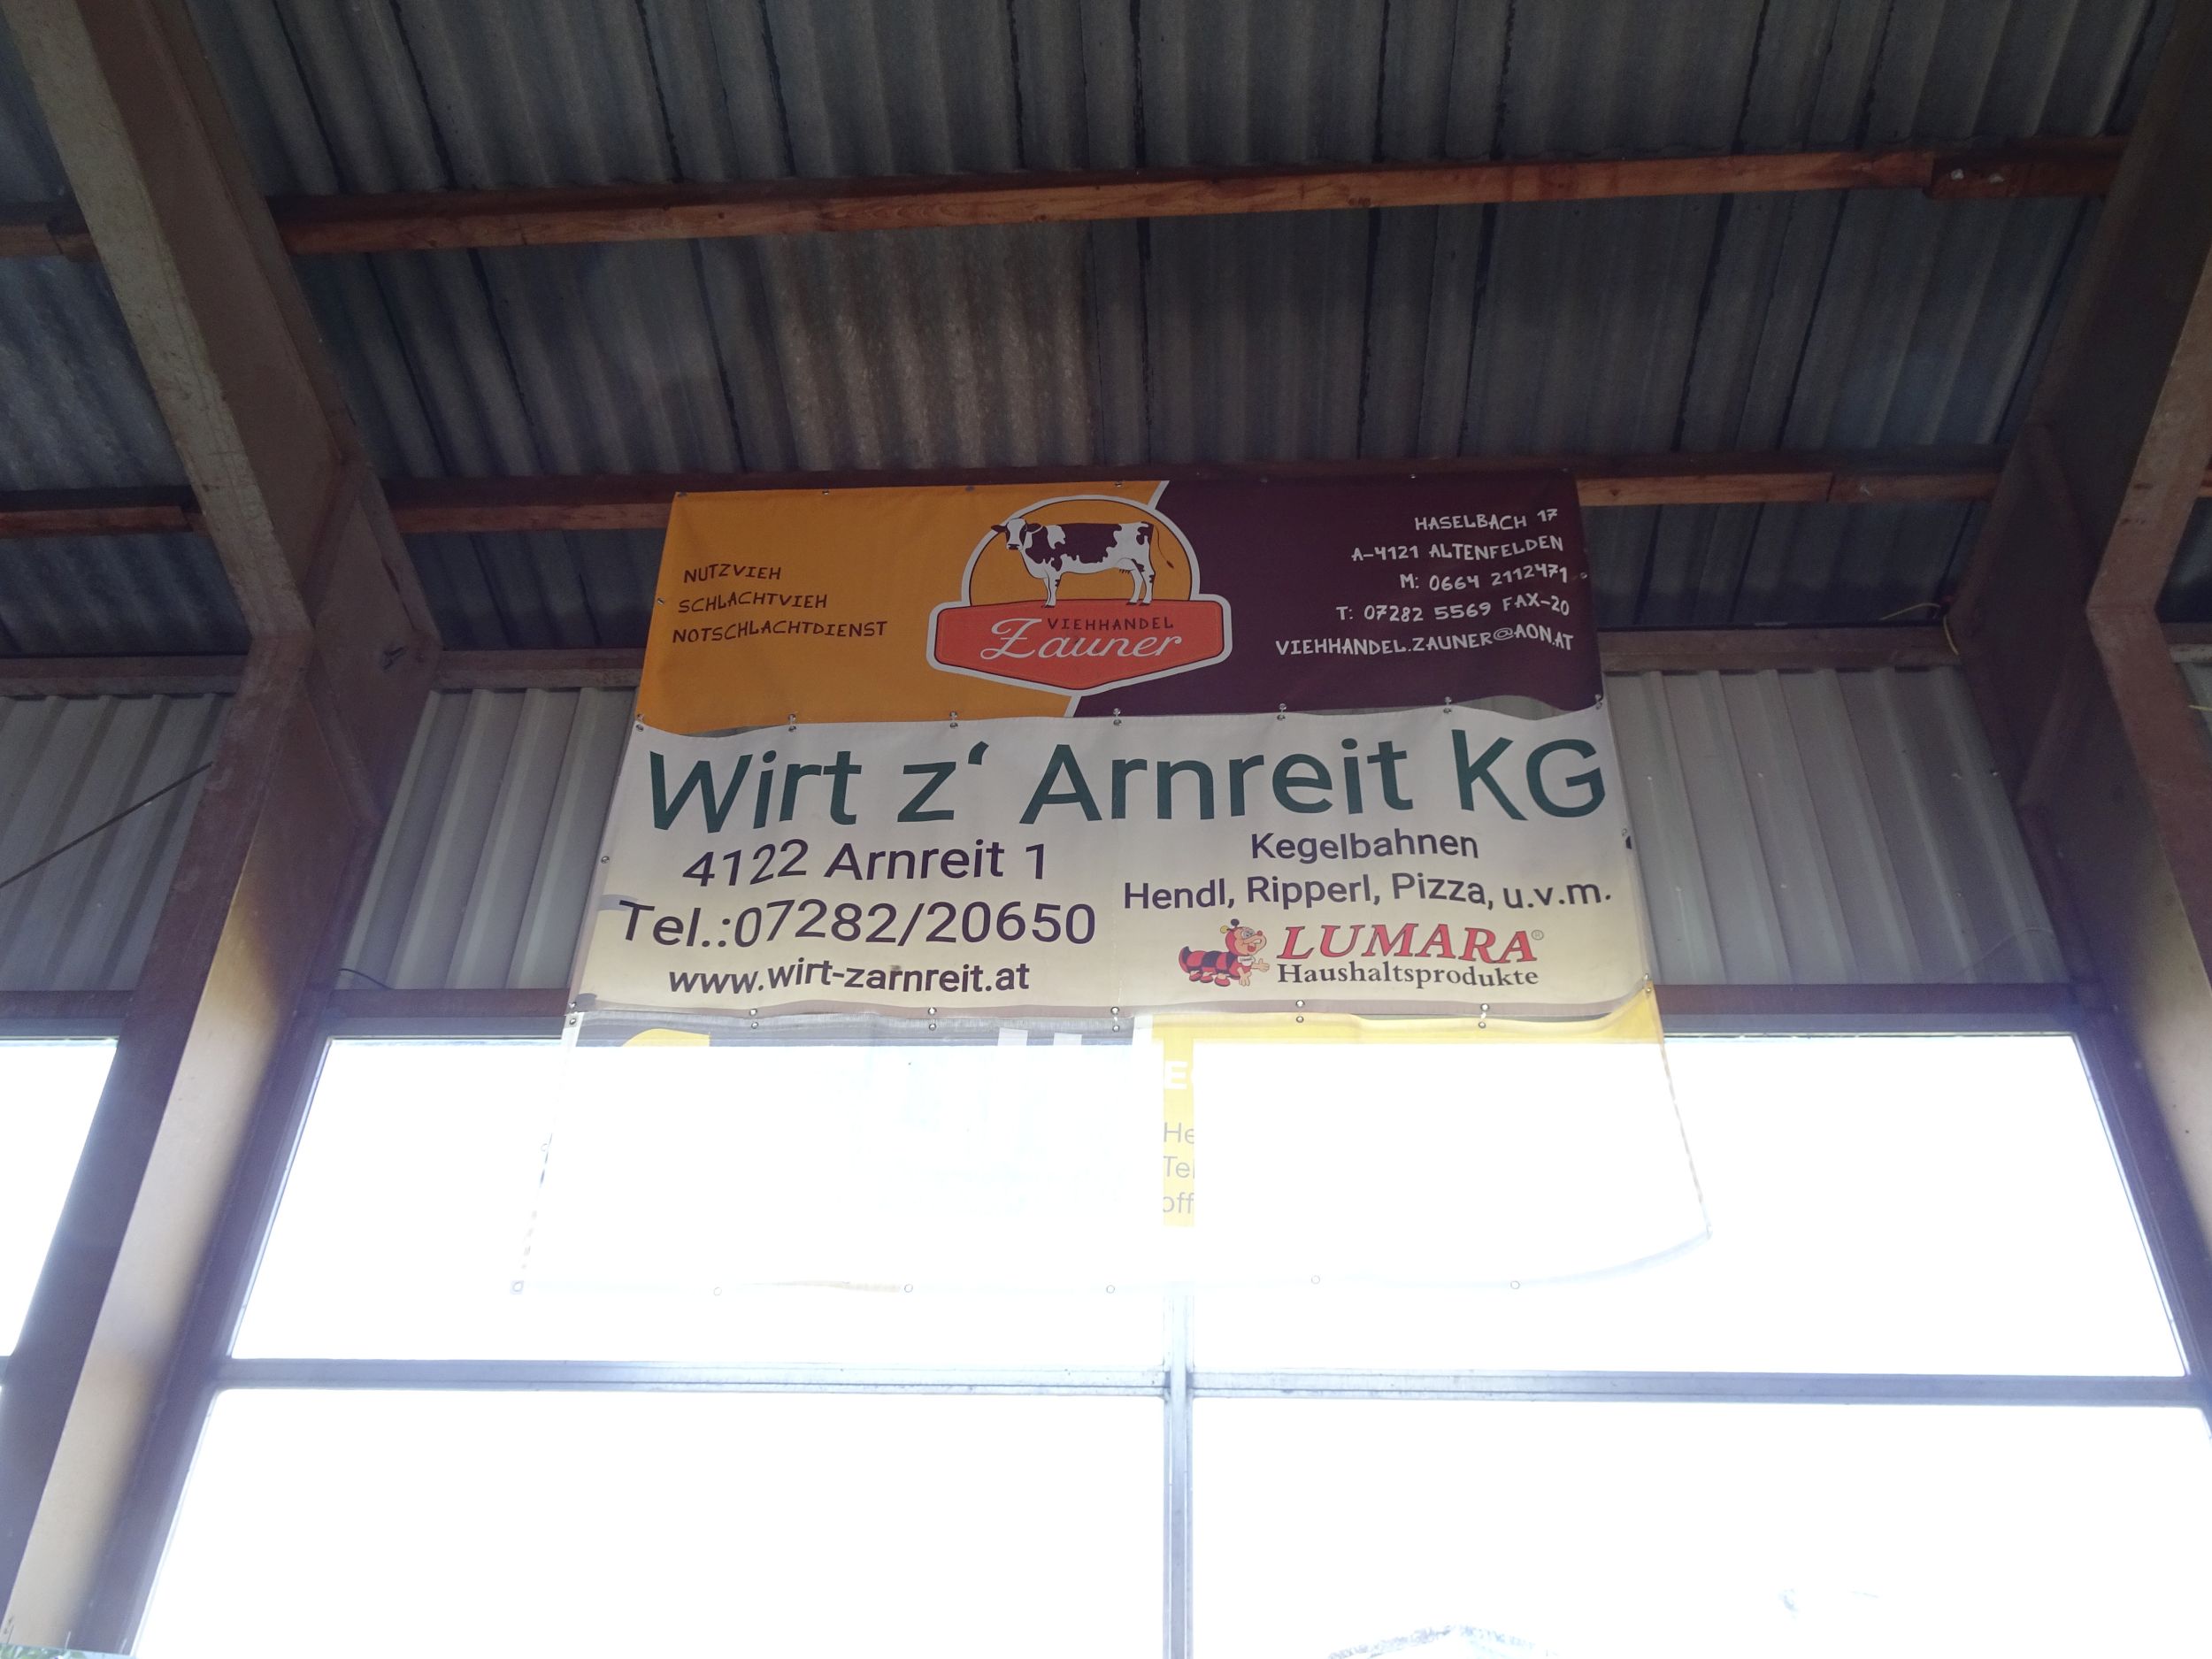 NUTZVIEH
SCHLACHTVIEH
NOTSCHLACHTDIENST
VIEHHANDEL
Zauner
HASELBACH 17
A-4121 ALTENFELDEN
M: 0664 2112471
T: 07282 5569 FAX-20
VIEHHANDEL.ZAUNER@AON.AT
Wirt z‘ Arnreit KG
4122 Arnreit 1
Tel.:07282/20650
www.wirt-zarnreit.at
Kegelbahnen
Hendl, Ripperl, Pizza, u.v.m.
LUMARA®
Haushaltsprodukte